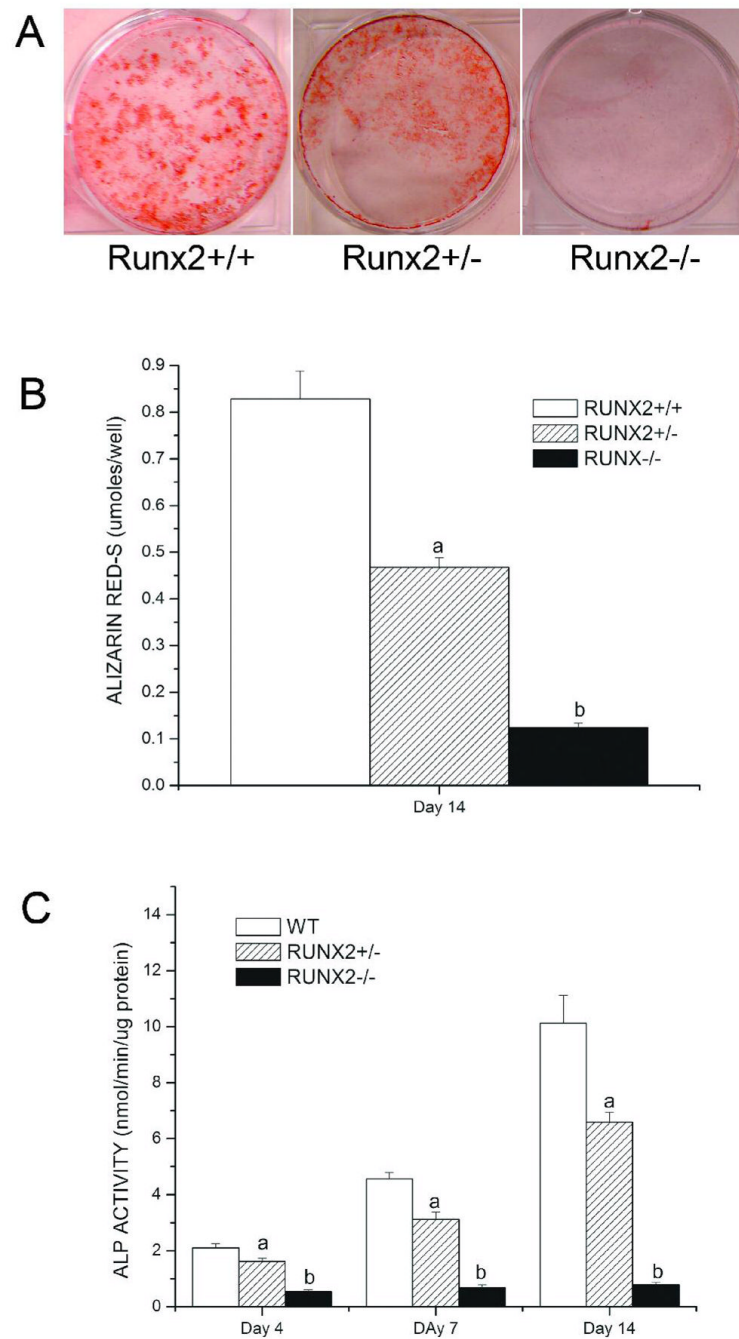 A
Runx2+/+ Runx2+/- Runx2-/-
B
0.9
0.8
0.7
0.6
0.5
0.4
0.3
0.2
0.1
0.0
ALIZARIN RED-S (umoles/well)
RUNX2+/+
RUNX2+/-
RUNX-/-
a
b
Day 14
C
14
12
10
8
6
4
2
0
ALP ACTIVITY (nmol/min/ug protein)
WT
RUNX2+/-
RUNX2-/-
a
b
a
b
a
b
Day 4 DAy 7 Day 14